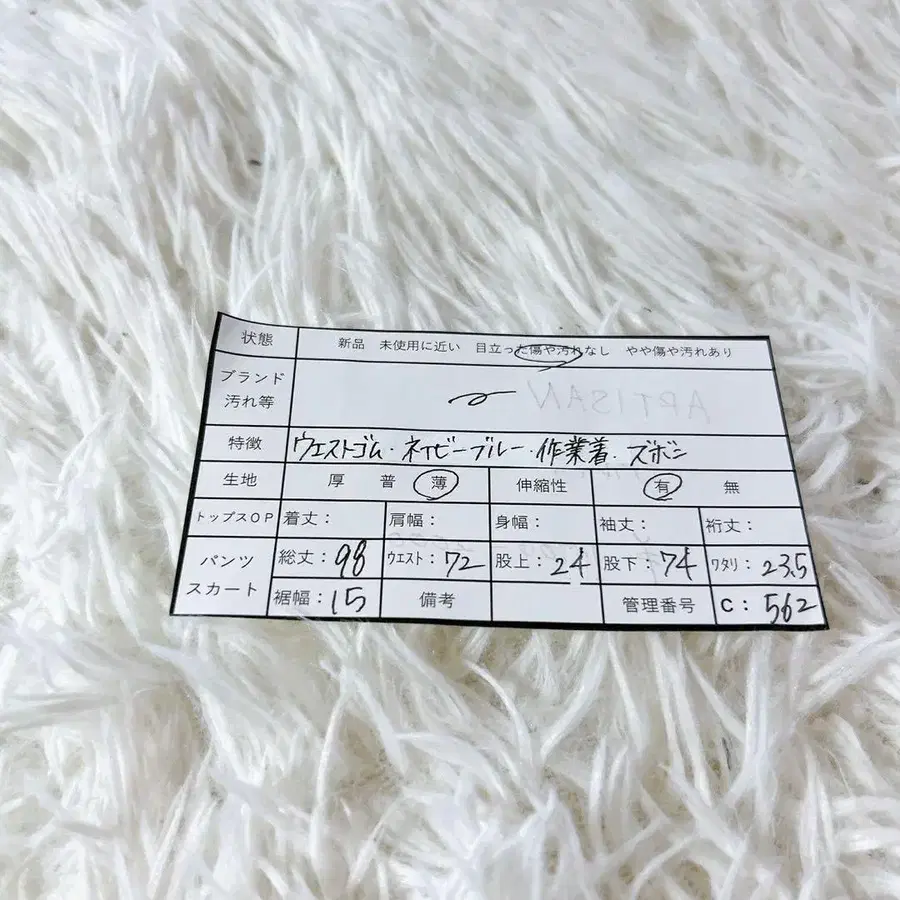 状態 新品 未使用に近い 目立った傷や汚れなし やや傷や汚れあり
ブランド
汚れ等
特徴 ウエストゴム・ネイビーブルー・作業着・ズボン
生地 厚 普 薄 伸縮性 有 無
トップスOP 着丈: 肩幅: 身幅: 袖丈: 裄丈:
パンツ
スカート
総丈:98 ウエスト:72 股上:24 股下:74 ワタリ:23.5
裾幅:15 備考 管理番号 C:562
ARTISAN